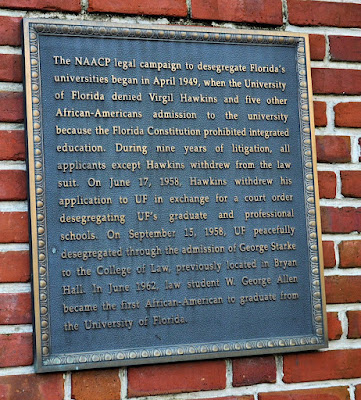 The NAACP legal campaign to desegregate Florida's
universities began in April 1949, when the University
of Florida denied Virgil Hawkins and five other
African-Americans admission to the university
because the Florida Constitution prohibited integrated
education. During nine years of litigation, all
applicants except Hawkins withdrew from the law
suit. On June 17, 1958, Hawkins withdrew his
application to UF in exchange for a court order
desegregating UF's graduate and professional
schools. On September 15, 1958, UF peacefully
desegregated through the admission of George Starke
to the College of Law, previously located in Bryan
Hall. In June 1962, law student W. George Allen
became the first African-American to graduate from
the University of Florida.